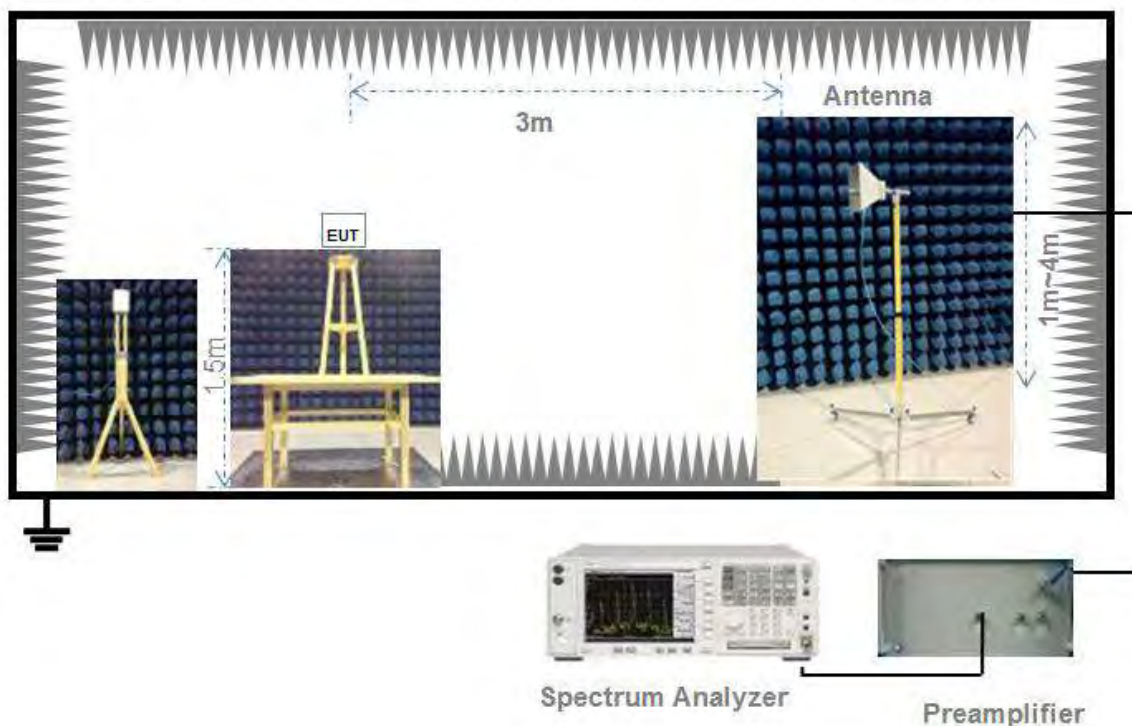 Antenna
3m
EUT
1.5m
1m~4m
Spectrum Analyzer
Preamplifier